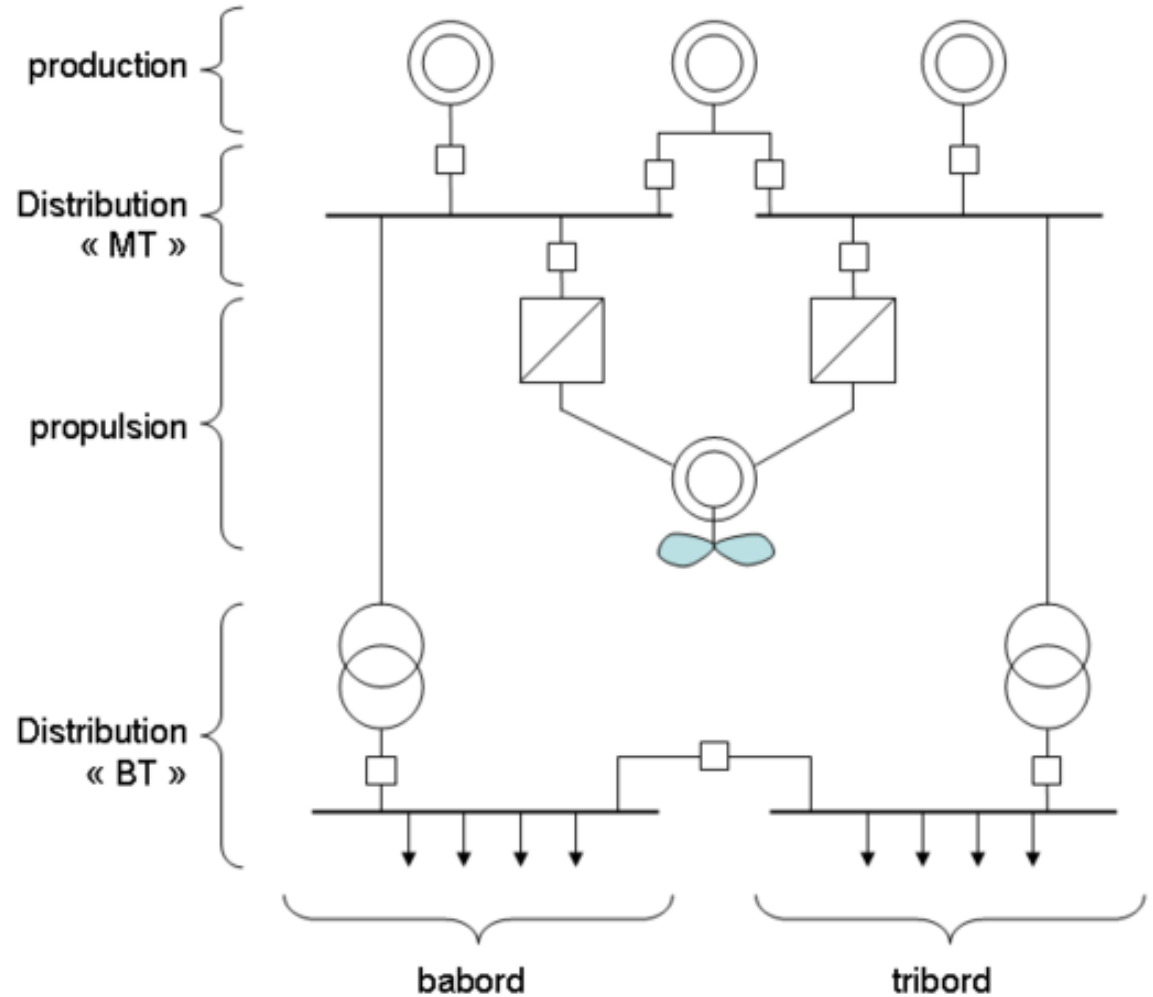 production
Distribution
« MT »
propulsion
Distribution
« BT »
babord
tribord